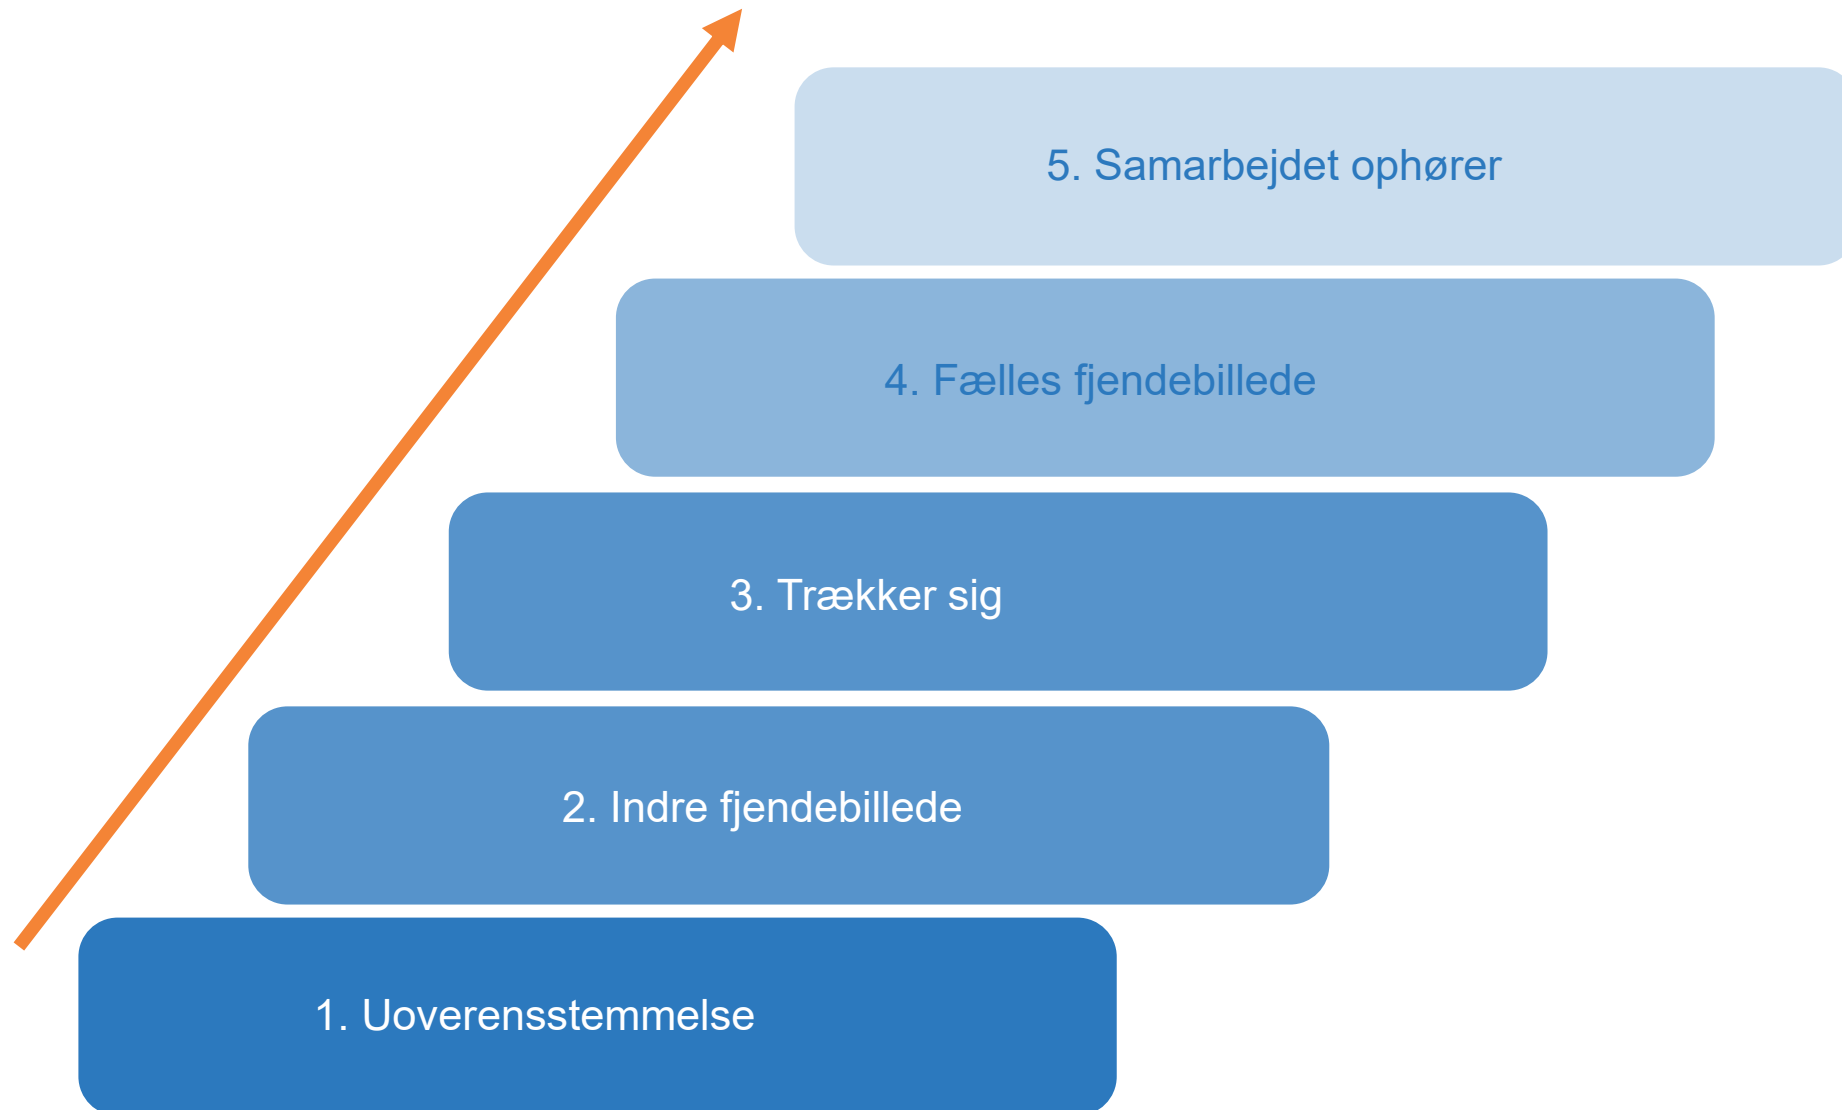 5. Samarbejdet ophører
4. Fælles fjendebillede
3. Trækker sig
2. Indre fjendebillede
1. Uoverensstemmelse